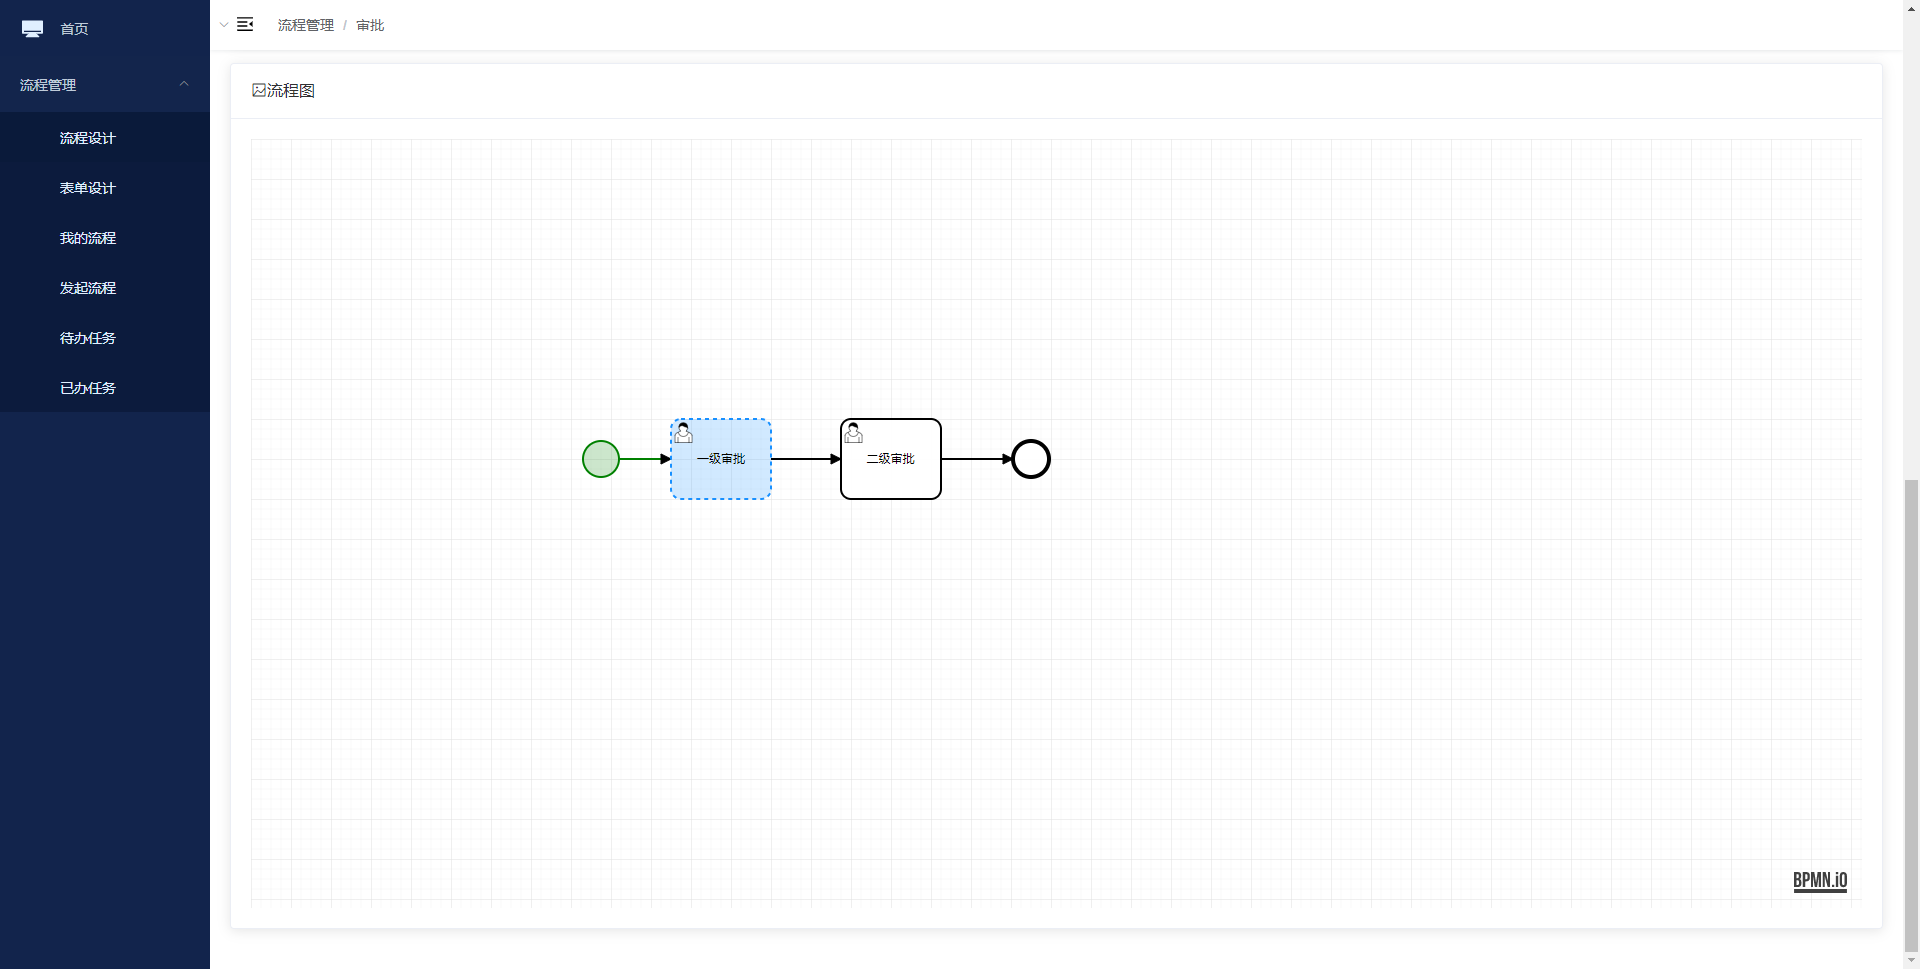 首页
流程管理
流程设计
表单设计
我的流程
发起流程
待办任务
已办任务
流程管理 / 审批
流程图
一级审批
二级审批
BPMN.iO